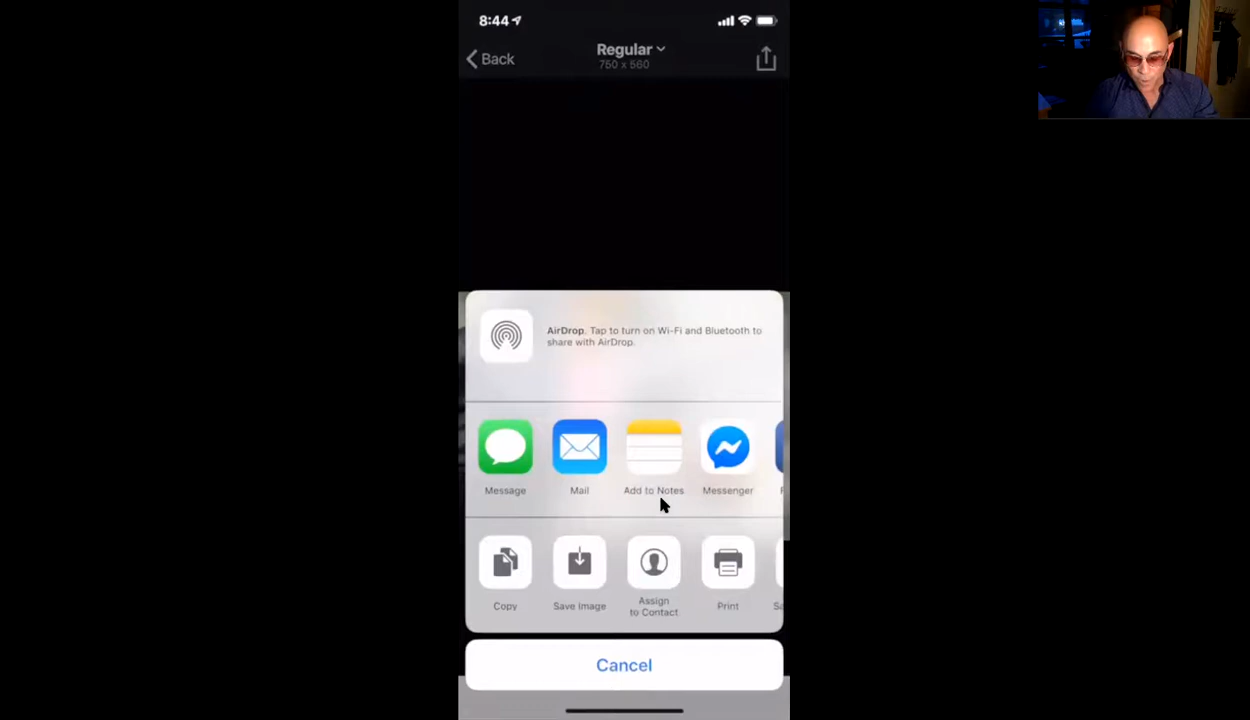 8:44
Back
Regular
750 x 560
AirDrop. Tap to turn on Wi-Fi and Bluetooth to
share with AirDrop.
Message
Mail
Add to Notes
Messenger
Copy
Save Image
Assign
to Contact
Print
Cancel